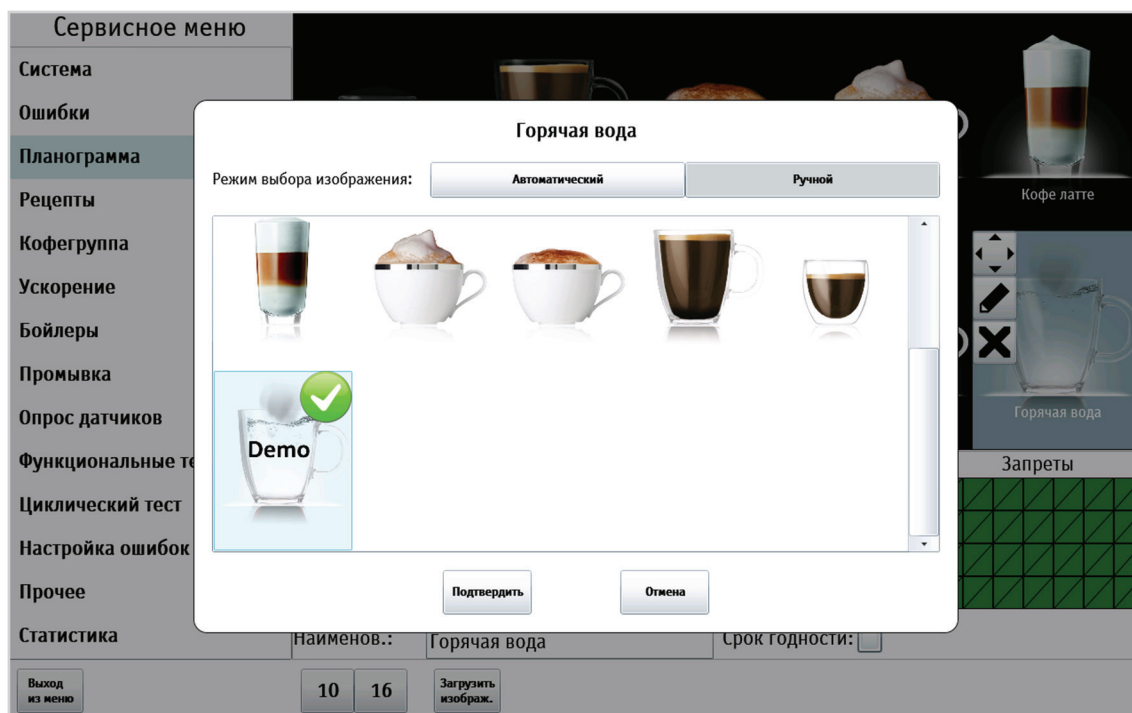 Сервисное меню
Система
Ошибки
Планограмма
Рецепты
Кофегруппа
Ускорение
Бойлеры
Промывка
Опрос датчиков
Функциональные
Циклический тест
Настройка ошибок
Прочее
Статистика
Выход
из меню
Горячая вода
Режим выбора изображения:
Автоматический
Ручной
Demo
Подтвердить
Отмена
Кофе латте
Горячая вода
Запреты
Наименов.:
Горячая вода
Срок годности:
10
16
Загрузить
изображ.